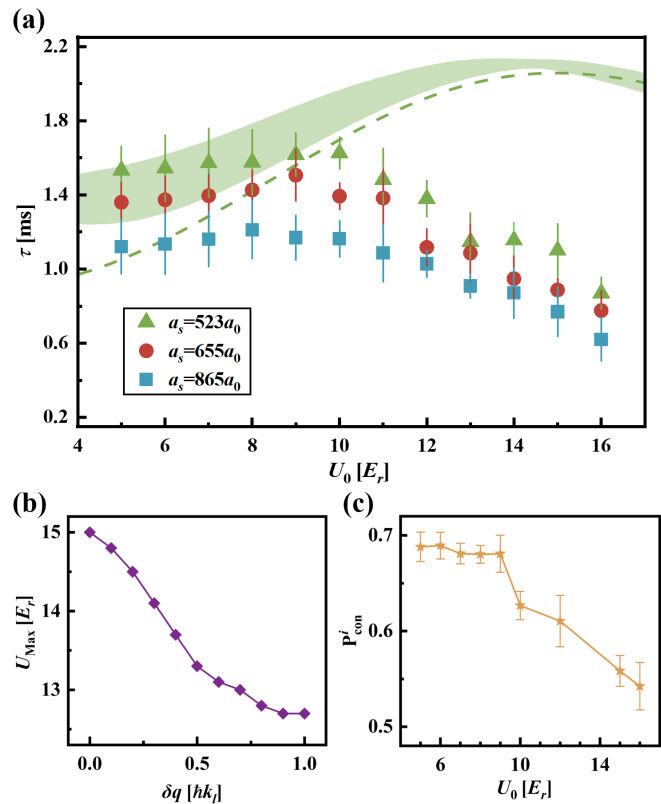 (a)
2.2
1.8
1.4
1.0
0.6
0.2
τ [ms]
a_s=523a_0
a_s=655a_0
a_s=865a_0
4 6 8 10 12 14 16
U_0 [E_r]
(b)
15
14
13
U_Max [E_r]
0.0 0.5 1.0
δq [ħk_l]
(c)
0.7
0.6
0.5
P^i_con
6 10 14
U_0 [E_r]